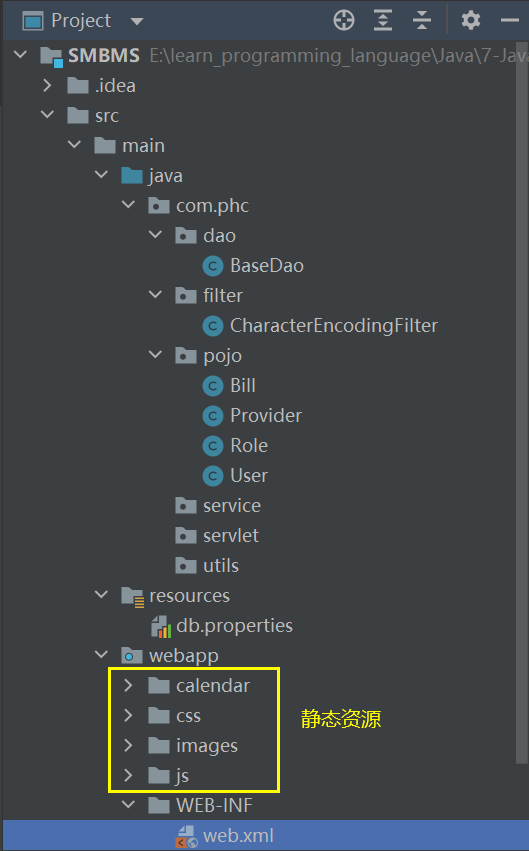 Project
SMBMS E:\learn_programming_language\Java\7-Jav
.idea
src
main
java
com.phc
dao
BaseDao
filter
CharacterEncodingFilter
pojo
Bill
Provider
Role
User
service
servlet
utils
resources
db.properties
webapp
calendar
css
静态资源
images
js
WEB-INF
web.xml